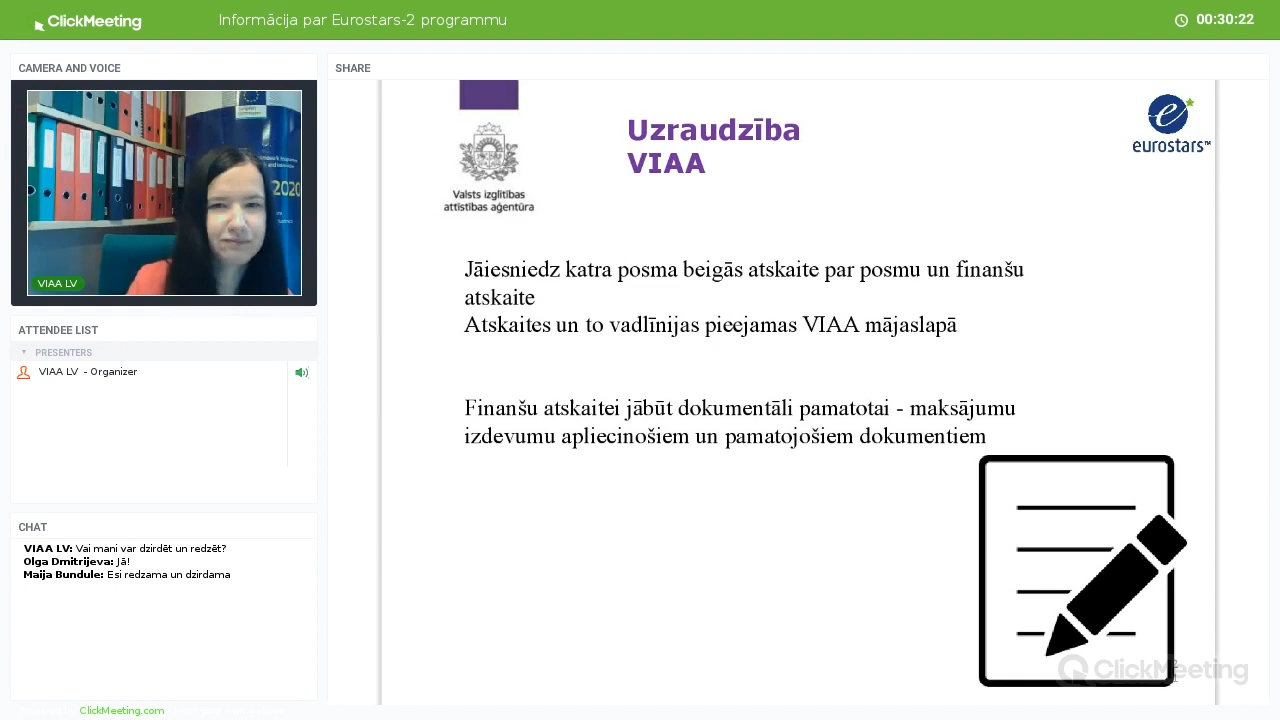 ClickMeeting
Informācija par Eurostars-2 programmu
00:30:22
CAMERA AND VOICE
2020
VIAA LV
ATTENDEE LIST
PRESENTERS
VIAA LV - Organizer
CHAT
VIAA LV: Vai mani var dzirdēt un redzēt?
Olga Dmitrijeva: Jā!
Maija Bundule: Esi redzama un dzirdama
ClickMeeting.com
SHARE
Valsts izglītības
attīstības aģentūra
Uzraudzība
VIAA
eurostars™
Jāiesniedz katra posma beigās atskaite par posmu un finanšu
atskaite
Atskaites un to vadlīnijas pieejamas VIAA mājaslapā
Finanšu atskaitei jābūt dokumentāli pamatotai - maksājumu
izdevumu apliecinošiem un pamatojošiem dokumentiem
ClickMeeting